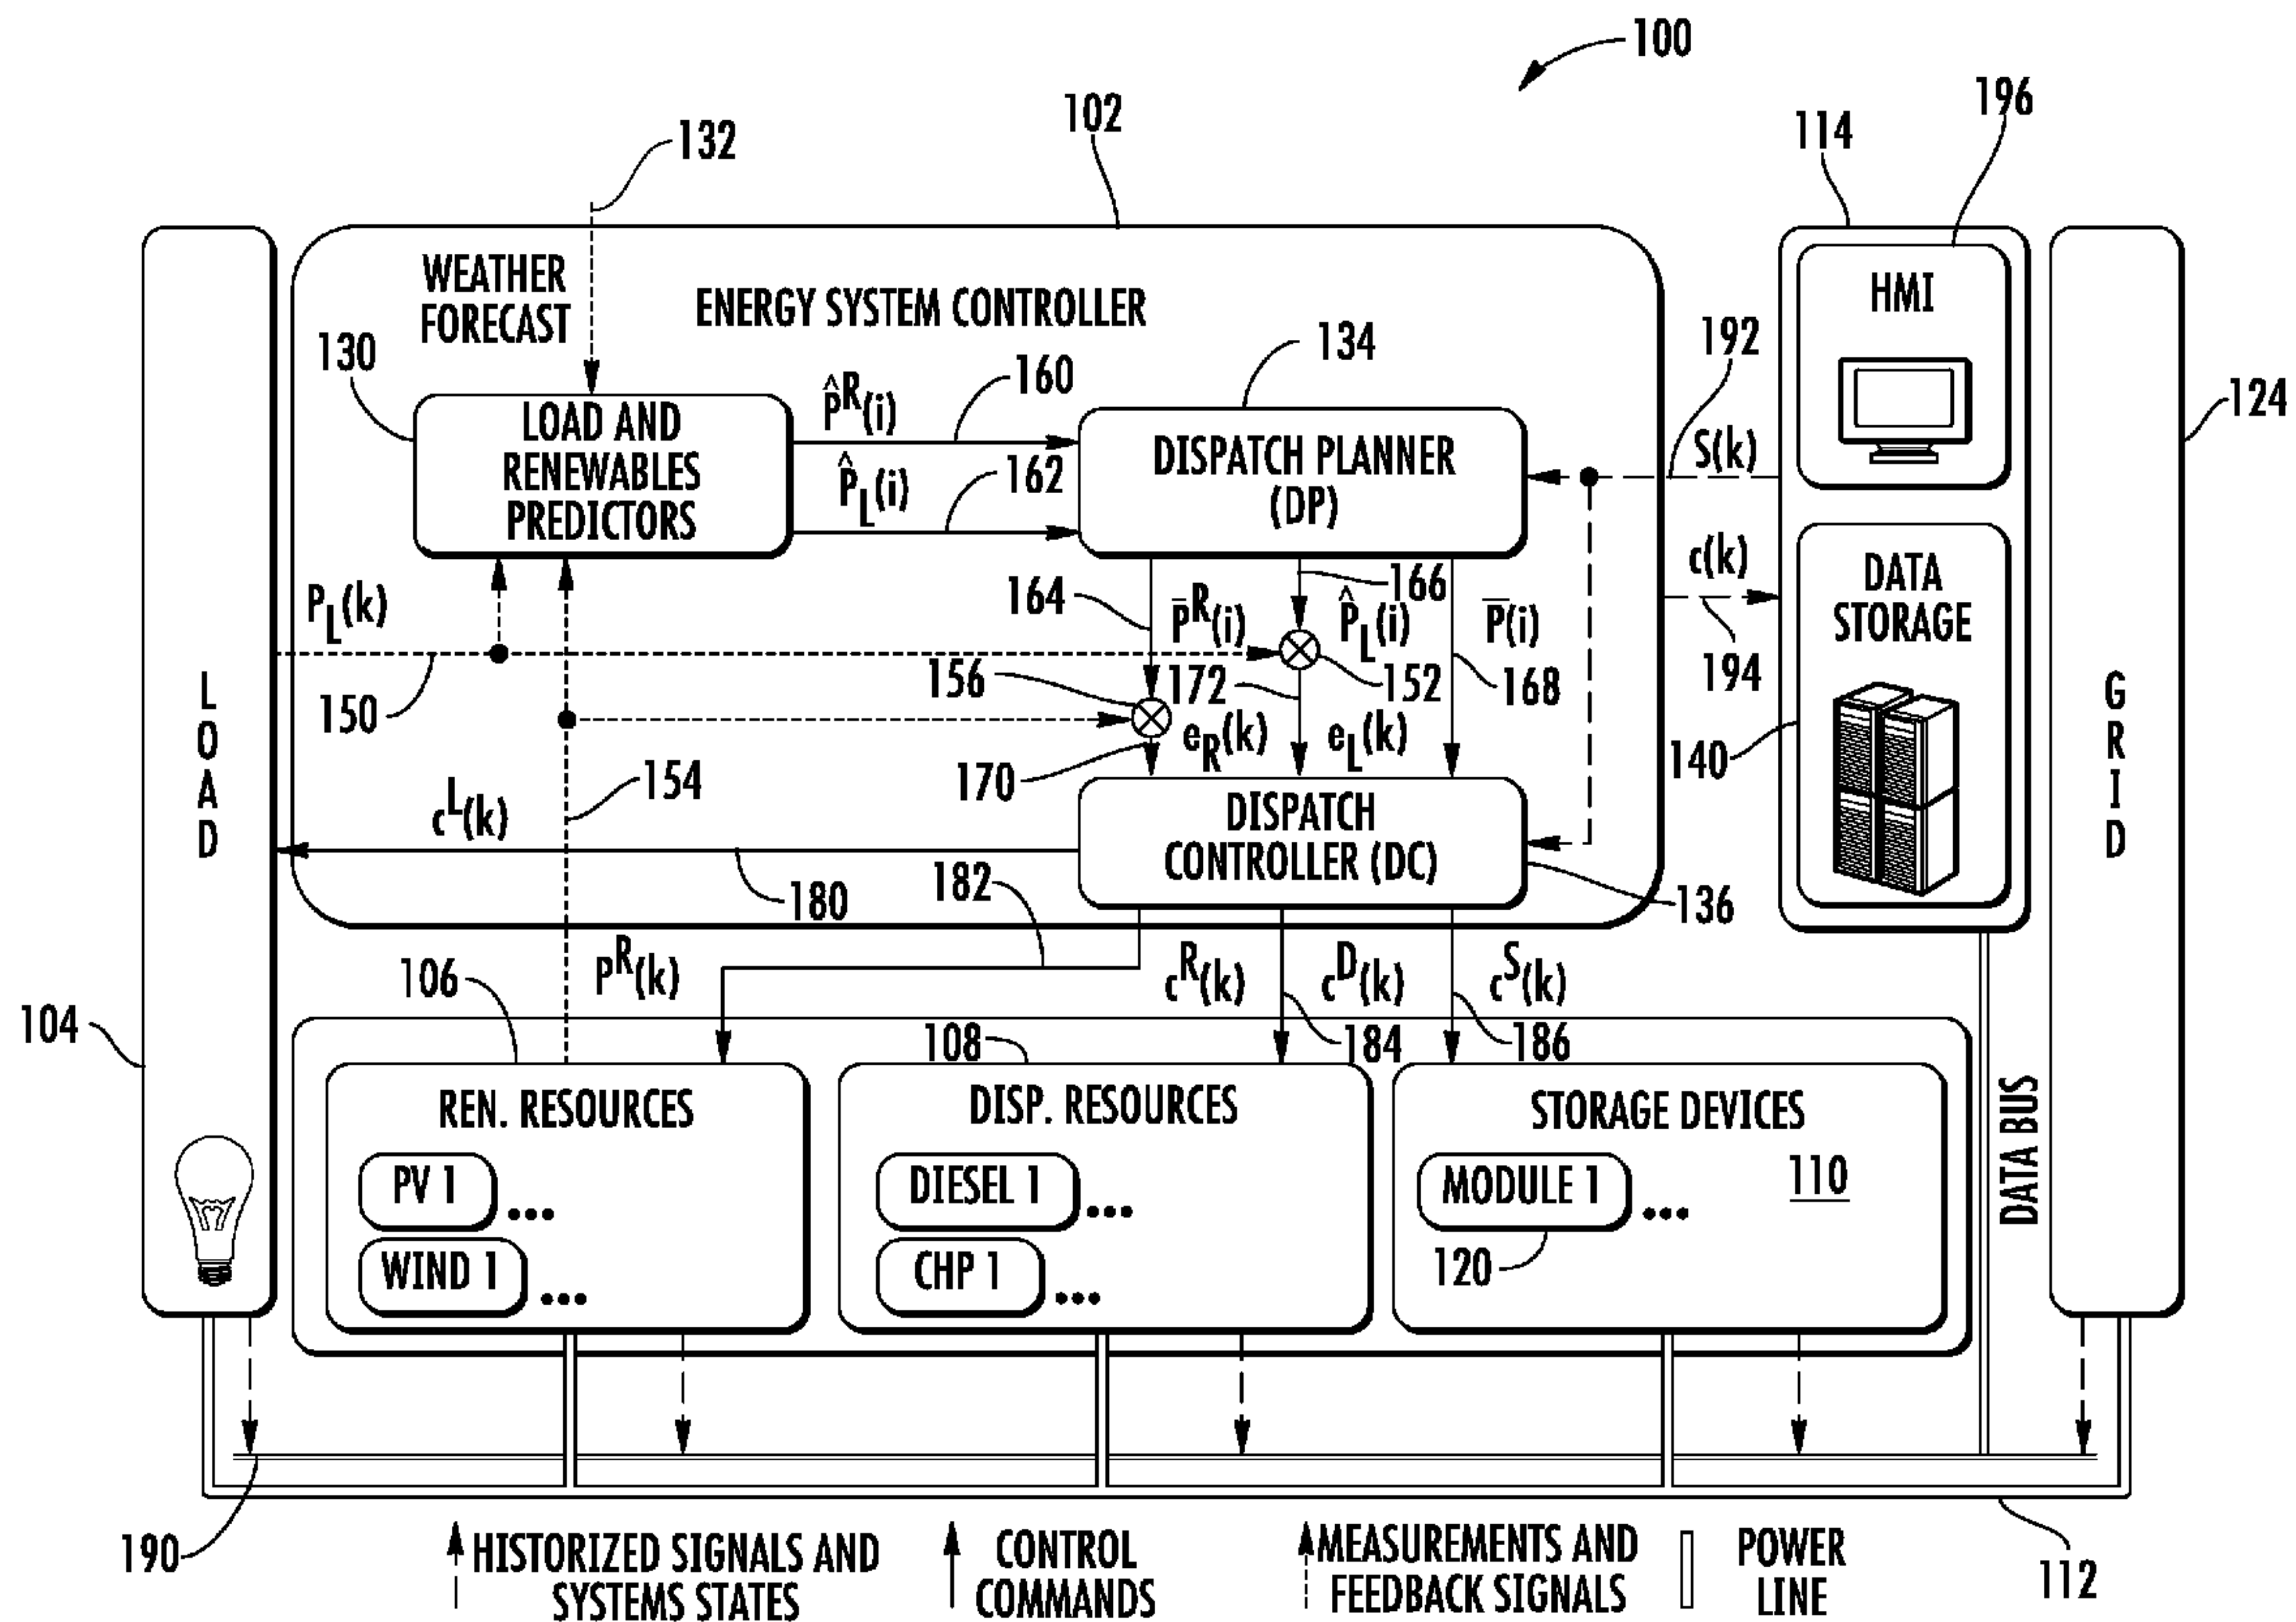 100
102
132
114
196
WEATHER
FORECAST
ENERGY SYSTEM CONTROLLER
HMI
130
134
192
124
LOAD AND
RENEWABLES
PREDICTORS
P̂ᴿ(i)
160
P̂L(i)
162
DISPATCH PLANNER
(DP)
S(k)
c(k)
194
DATA
STORAGE
140
PL(k)
150
164
P̄ᴿ(i)
166
P̂L(i)
P̄(i)
156
172
152
168
170
eR(k)
eL(k)
154
cᴸ(k)
180
182
DISPATCH
CONTROLLER (DC)
136
LOAD
GRID
104
106
Pᴿ(k)
108
cᴿ(k)
cᴰ(k)
184
cˢ(k)
186
REN. RESOURCES
PV 1 •••
WIND 1 •••
DISP. RESOURCES
DIESEL 1 •••
CHP 1 •••
STORAGE DEVICES
MODULE 1 •••
110
120
DATA BUS
190
112
HISTORIZED SIGNALS AND
SYSTEMS STATES
CONTROL
COMMANDS
MEASUREMENTS AND
FEEDBACK SIGNALS
POWER
LINE